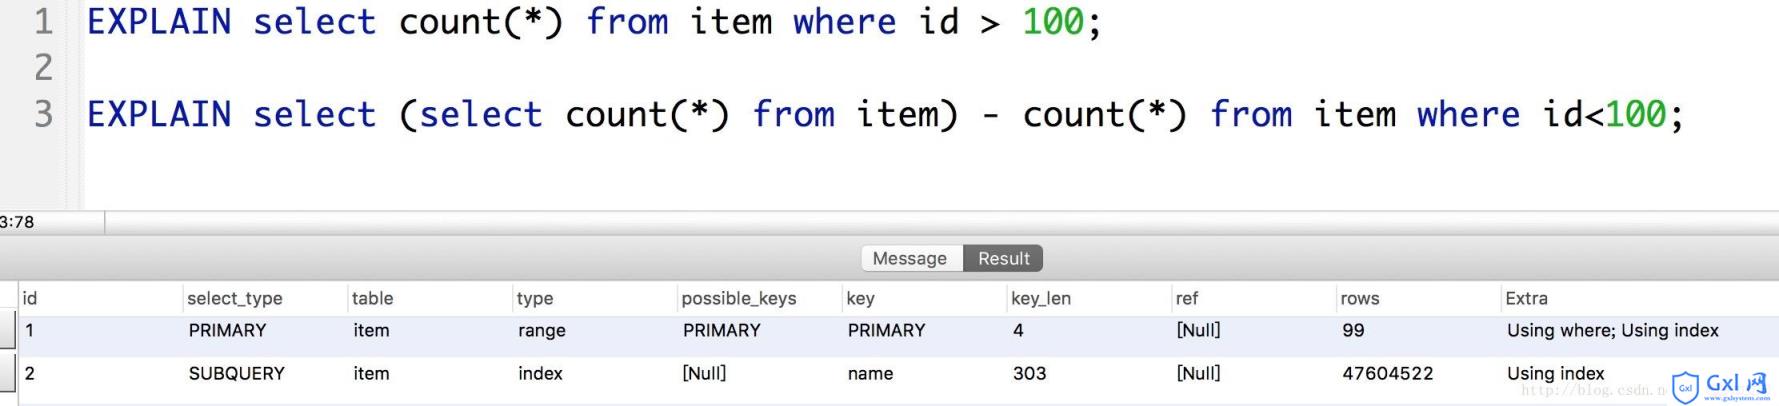 1 EXPLAIN select count(*) from item where id > 100;
2
3 EXPLAIN select (select count(*) from item) - count(*) from item where id<100;
3:78
Message Result
id select_type table type possible_keys key key_len ref rows Extra
1 PRIMARY item range PRIMARY PRIMARY 4 [Null] 99 Using where; Using index
2 SUBQUERY item index [Null] name 303 [Null] 47604522 Using index
http://blog.csdn.n
Gxl Gxl 网
www.gxlsystem.com